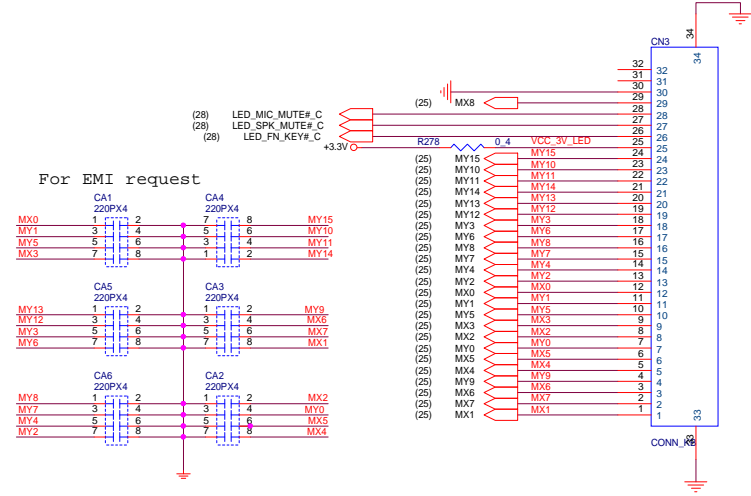 34
CN3
34
32
32
31
31
30
30
(25) MX8 29
29
(28) LED_MIC_MUTE#_C 28
28
(28) LED_SPK_MUTE#_C 27
27
(28) LED_FN_KEY#_C 26
26
+3.3V R278 0_4 VCC_3V_LED 25
25
(25) MY15 MY15 24
24
(25) MY10 MY10 23
23
(25) MY11 MY11 22
22
(25) MY14 MY14 21
21
(25) MY13 MY13 20
20
(25) MY12 MY12 19
19
(25) MY3 MY3 18
18
(25) MY6 MY6 17
17
(25) MY8 MY8 16
16
(25) MY7 MY7 15
15
(25) MY4 MY4 14
14
(25) MY2 MY2 13
13
(25) MX0 MX0 12
12
(25) MY1 MY1 11
11
(25) MY5 MY5 10
10
(25) MX3 MX3 9
9
(25) MX2 MX2 8
8
(25) MY0 MY0 7
7
(25) MX5 MX5 6
6
(25) MX4 MX4 5
5
(25) MY9 MY9 4
4
(25) MX6 MX6 3
3
(25) MX7 MX7 2
2
(25) MX1 MX1 1
1
33
33
CONN_KB
For EMI request
CA1 CA4
220PX4 220PX4
MX0 1 2 7 8 MY15
MY1 3 4 5 6 MY10
MY5 5 6 3 4 MY11
MX3 7 8 1 2 MY14
CA5 CA3
220PX4 220PX4
MY13 1 2 1 2 MY9
MY12 3 4 3 4 MX6
MY3 5 6 5 6 MX7
MY6 7 8 7 8 MX1
CA6 CA2
220PX4 220PX4
MY8 1 2 1 2 MX2
MY7 3 4 3 4 MY0
MY4 5 6 5 6 MX5
MY2 7 8 7 8 MX4